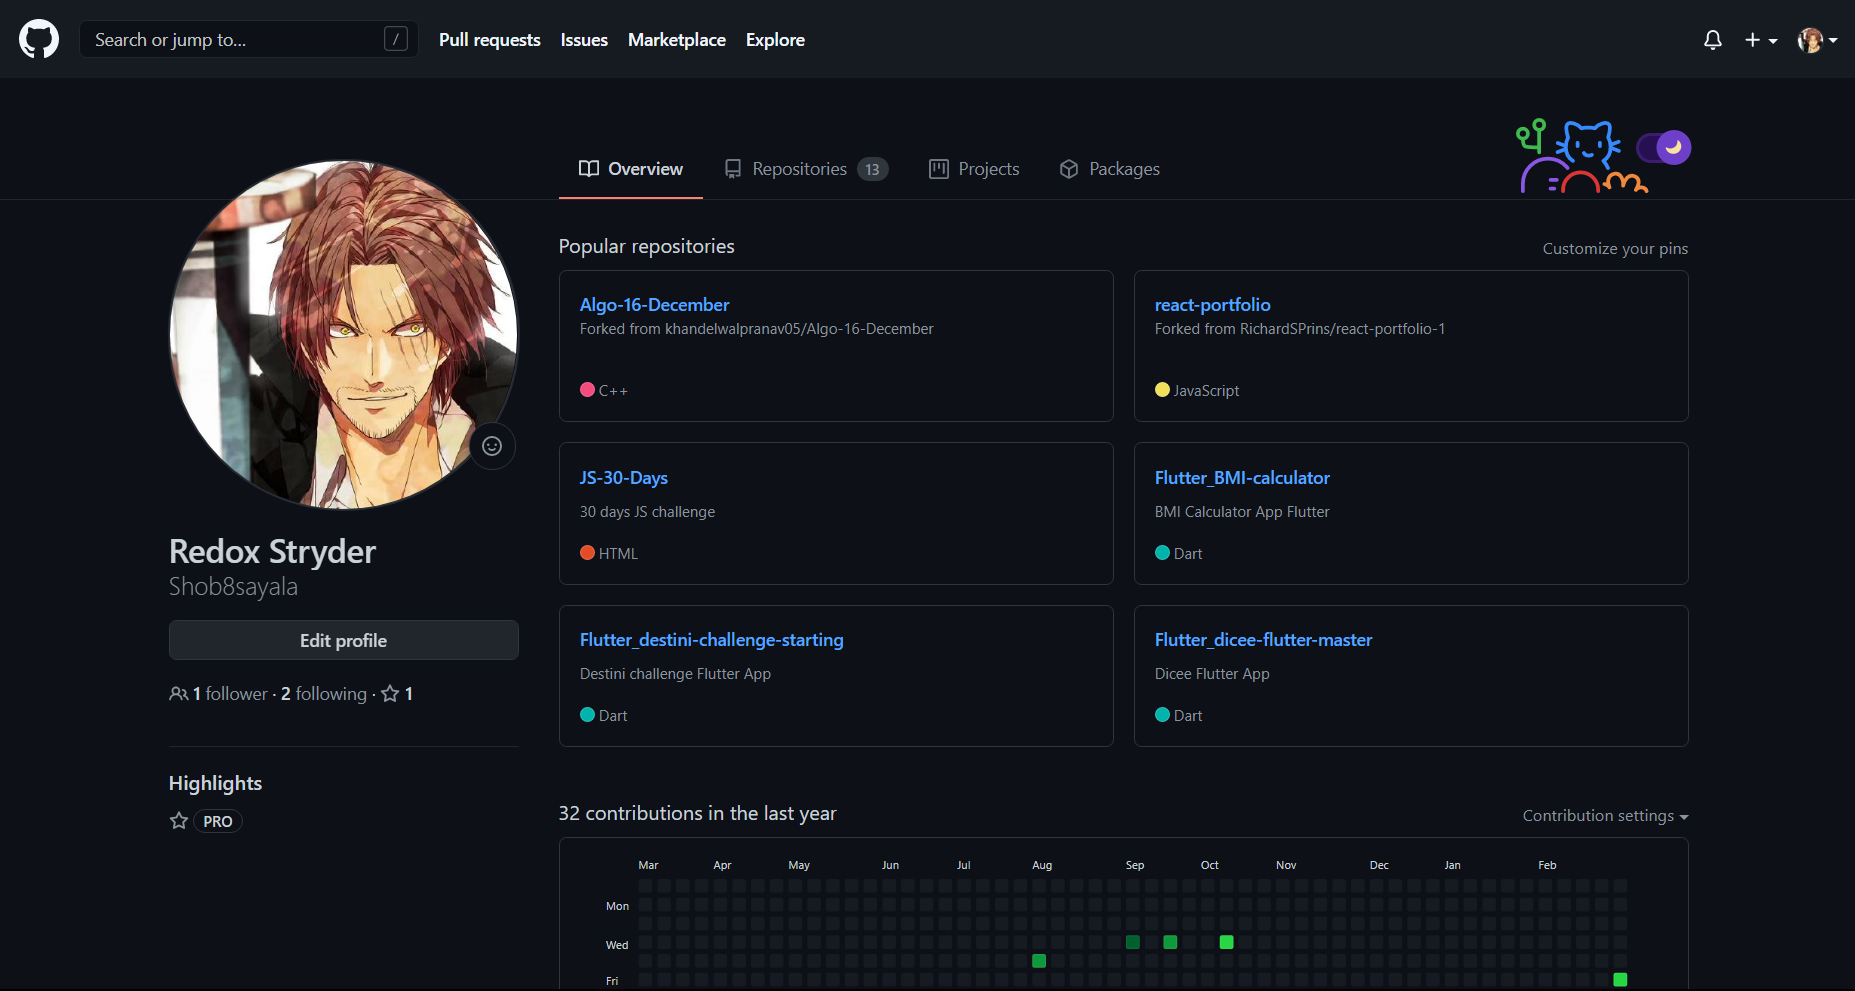 Search or jump to... /
Pull requests Issues Marketplace Explore
Overview Repositories 13 Projects Packages
Redox Stryder
Shob8sayala
Edit profile
1 follower · 2 following · 1
Highlights
PRO
Popular repositories
Customize your pins
Algo-16-December
Forked from khandelwalpranav05/Algo-16-December
C++
react-portfolio
Forked from RichardSPrins/react-portfolio-1
JavaScript
JS-30-Days
30 days JS challenge
HTML
Flutter_BMI-calculator
BMI Calculator App Flutter
Dart
Flutter_destini-challenge-starting
Destini challenge Flutter App
Dart
Flutter_dicee-flutter-master
Dicee Flutter App
Dart
32 contributions in the last year
Contribution settings
Mar Apr May Jun Jul Aug Sep Oct Nov Dec Jan Feb
Mon
Wed
Fri